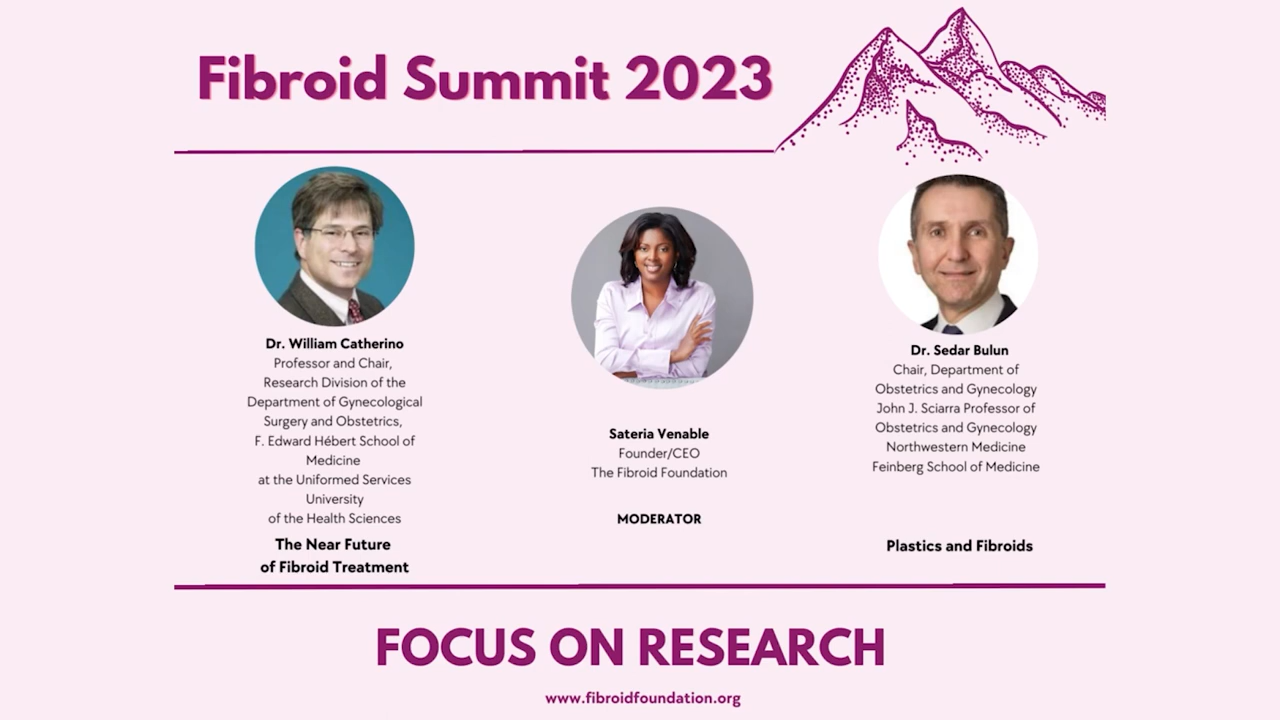 Fibroid Summit 2023
Dr. William Catherino
Professor and Chair,
Research Division of the
Department of Gynecological
Surgery and Obstetrics,
F. Edward Hébert School of
Medicine
at the Uniformed Services
University
of the Health Sciences
The Near Future
of Fibroid Treatment
Sateria Venable
Founder/CEO
The Fibroid Foundation
MODERATOR
Dr. Sedar Bulun
Chair, Department of
Obstetrics and Gynecology
John J. Sciarra Professor of
Obstetrics and Gynecology
Northwestern Medicine
Feinberg School of Medicine
Plastics and Fibroids
FOCUS ON RESEARCH
www.fibroidfoundation.org